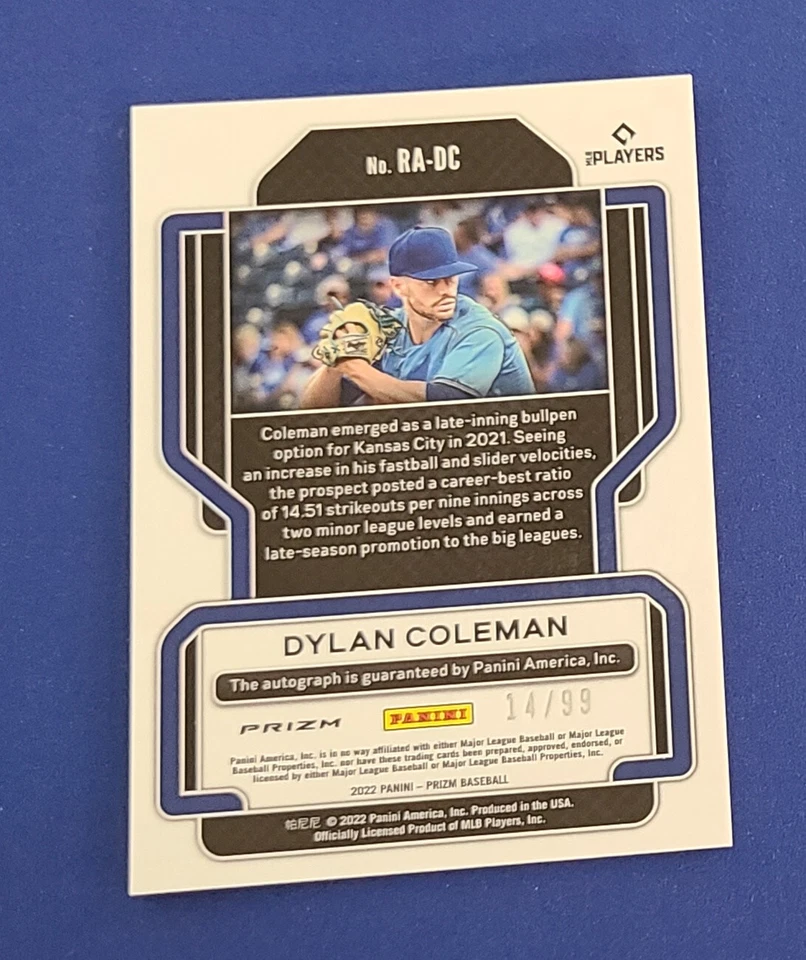 No. RA-DC
MLB PLAYERS
Coleman emerged as a late-inning bullpen
option for Kansas City in 2021. Seeing
an increase in his fastball and slider velocities,
the prospect posted a career-best ratio
of 14.51 strikeouts per nine innings across
two minor league levels and earned a
late-season promotion to the big leagues.
DYLAN COLEMAN
The autograph is guaranteed by Panini America, Inc.
PRIZM
PANINI
14/99
Panini America, Inc. is in no way affiliated with either Major League Baseball or Major League
Baseball Properties, Inc. nor have these trading cards been prepared, approved, endorsed, or
licensed by either Major League Baseball or Major League Baseball Properties, Inc.
2022 PANINI – PRIZM BASEBALL
帕尼尼 © 2022 Panini America, Inc. Produced in the USA.
Officially Licensed Product of MLB Players, Inc.